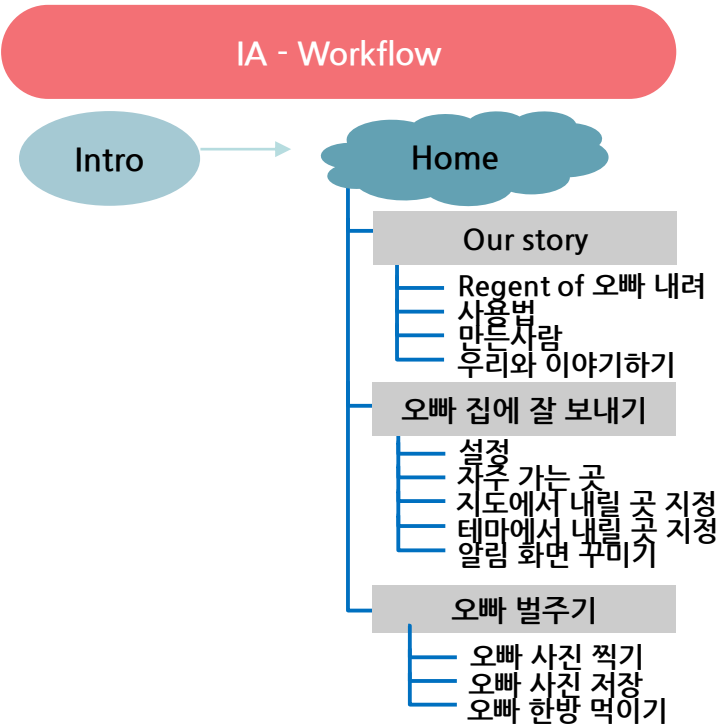 IA - Workflow
Intro
Home
Our story
Regent of 오빠 내려
사용법
만든사람
우리와 이야기하기
오빠 집에 잘 보내기
설정
자주 가는 곳
지도에서 내릴 곳 지정
테마에서 내릴 곳 지정
알림 화면 꾸미기
오빠 벌주기
오빠 사진 찍기
오빠 사진 저장
오빠 한방 먹이기